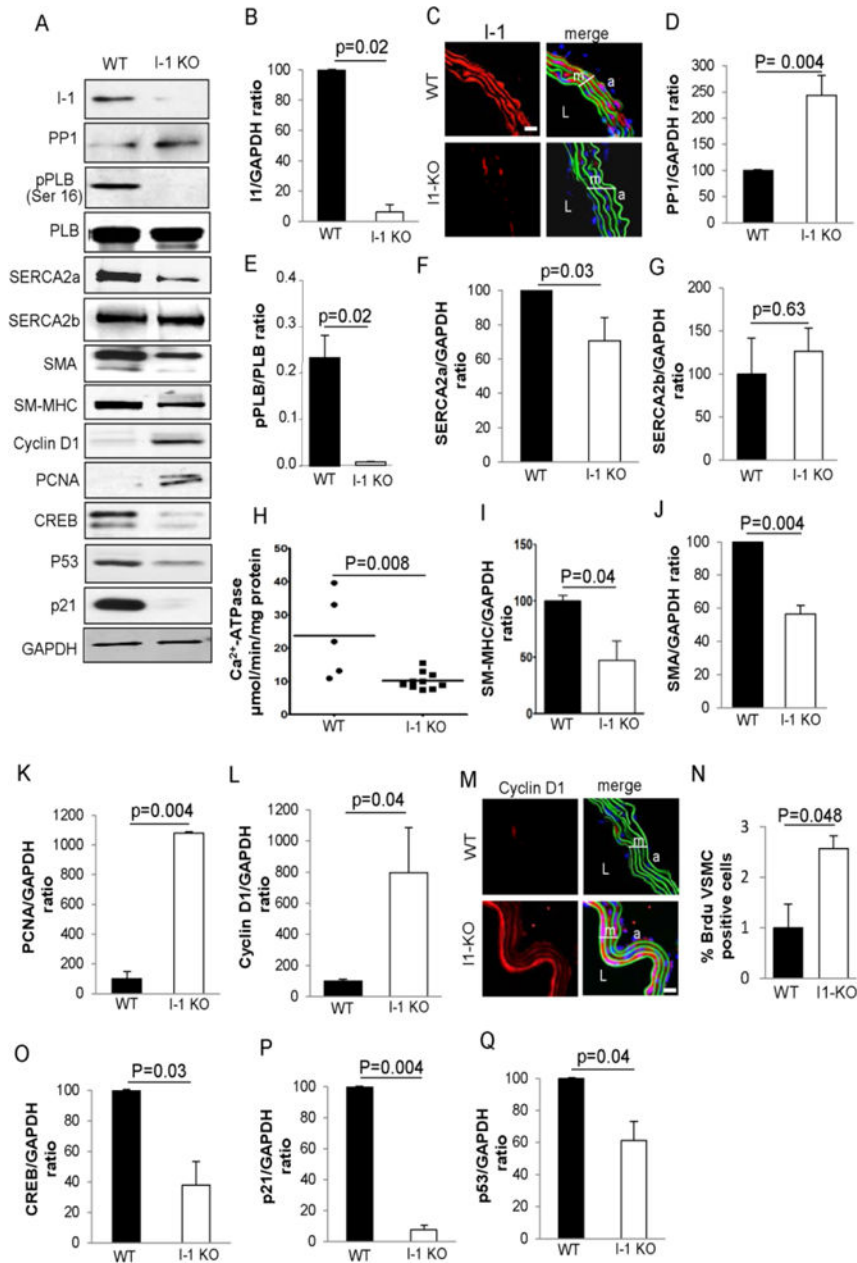 A
WT I-1 KO
I-1
PP1
pPLB
(Ser 16)
PLB
SERCA2a
SERCA2b
SMA
SM-MHC
Cyclin D1
PCNA
CREB
P53
p21
GAPDH
B
p=0.02
I1/GAPDH ratio
100
80
60
40
20
0
WT I-1 KO
C
I-1 merge
WT
m a
L
I1-KO
m
L a
D
P= 0.004
PP1/GAPDH ratio
300
250
200
150
100
50
0
WT I-1 KO
E
p=0.02
pPLB/PLB ratio
0.4
0.3
0.2
0.1
0.0
WT I-1 KO
F
p=0.03
SERCA2a/GAPDH
ratio
100
80
60
40
20
0
WT I-1 KO
G
p=0.63
SERCA2b/GAPDH
ratio
200
150
100
50
0
WT I-1 KO
H
P=0.008
Ca²⁺-ATPase
µmol/min/mg protein
50
40
30
20
10
0
WT I-1 KO
I
P=0.04
SM-MHC/GAPDH
ratio
150
100
50
0
WT I-1 KO
J
P=0.004
SMA/GAPDH ratio
100
80
60
40
20
0
WT I-1 KO
K
p=0.004
PCNA/GAPDH
ratio
1200
1000
800
600
400
200
0
WT I-1 KO
L
p=0.04
Cyclin D1/GAPDH
ratio
1200
1000
800
600
400
200
0
WT I-1 KO
M
Cyclin D1 merge
WT
m
L a
I1-KO
m a
L
N
P=0.048
% Brdu VSMC
positive cells
3
2
1
0
WT I1-KO
O
P=0.03
CREB/GAPDH
ratio
100
80
60
40
20
0
WT I-1 KO
P
P=0.004
p21/GAPDH
ratio
100
80
60
40
20
0
WT I-1 KO
Q
p=0.04
p53/GAPDH
ratio
100
80
60
40
20
0
WT I-1 KO